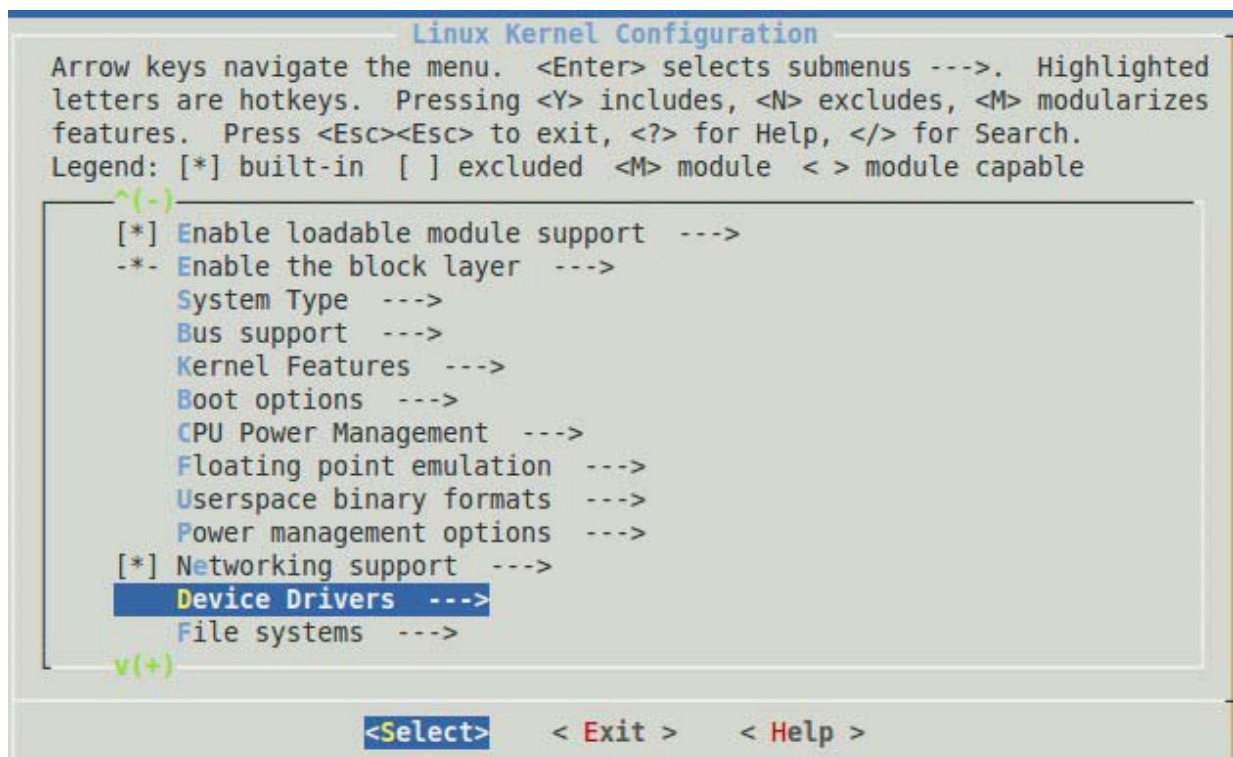 Linux Kernel Configuration
Arrow keys navigate the menu.  <Enter> selects submenus --->.  Highlighted
letters are hotkeys.  Pressing <Y> includes, <N> excludes, <M> modularizes
features.  Press <Esc><Esc> to exit, <?> for Help, </> for Search.
Legend: [*] built-in  [ ] excluded  <M> module  < > module capable
^(-)
[*] Enable loadable module support  --->
-*- Enable the block layer  --->
System Type  --->
Bus support  --->
Kernel Features  --->
Boot options  --->
CPU Power Management  --->
Floating point emulation  --->
Userspace binary formats  --->
Power management options  --->
[*] Networking support  --->
Device Drivers  --->
File systems  --->
v(+)
<Select>    < Exit >    < Help >